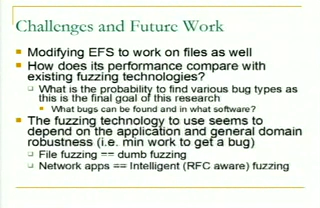 Challenges and Future Work
Modifying EFS to work on files as well
How does its performance compare with
existing fuzzing technologies?
What is the probability to find various bug types as
this is the final goal of this research
What bugs can be found and in what software?
The fuzzing technology to use seems to
depend on the application and general domain
robustness (i.e. min work to get a bug)
File fuzzing == dumb fuzzing
Network apps == Intelligent (RFC aware) fuzzing